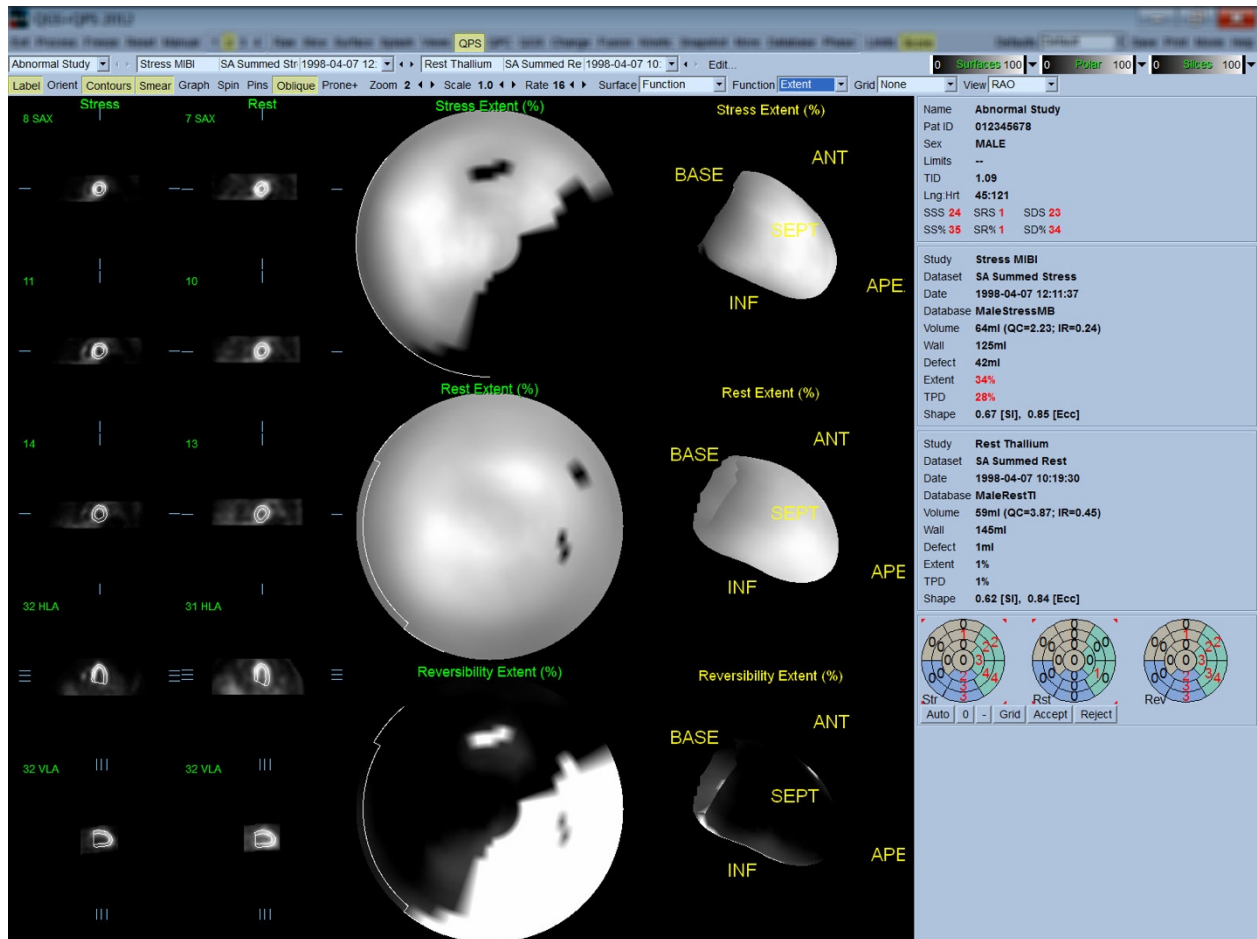 QGS+QPS 2012
QPS
Abnormal Study Stress MIBI SA Summed Str 1998-04-07 12: Rest Thallium SA Summed Re 1998-04-07 10: Edit... 0 Surfaces 100 0 Polar 100 0 Slices 100
Label Orient Contours Smear Graph Spin Pins Oblique Prone+ Zoom 2 Scale 1.0 Rate 16 Surface Function Function Extent Grid None View RAO
Stress Rest
8 SAX 7 SAX
11 10
14 13
32 HLA 31 HLA
32 VLA 32 VLA
Stress Extent (%)
Rest Extent (%)
Reversibility Extent (%)
Stress Extent (%)
ANT
BASE
SEPT
APE
INF
Rest Extent (%)
ANT
BASE
SEPT
APE
INF
Reversibility Extent (%)
ANT
BASE
SEPT
APE
INF
Name Abnormal Study
Pat ID 012345678
Sex MALE
Limits --
TID 1.09
Lng:Hrt 45:121
SSS 24 SRS 1 SDS 23
SS% 35 SR% 1 SD% 34
Study Stress MIBI
Dataset SA Summed Stress
Date 1998-04-07 12:11:37
Database MaleStressMB
Volume 64ml (QC=2.23; IR=0.24)
Wall 125ml
Defect 42ml
Extent 34%
TPD 28%
Shape 0.67 [SI], 0.85 [Ecc]
Study Rest Thallium
Dataset SA Summed Rest
Date 1998-04-07 10:19:30
Database MaleRestTl
Volume 59ml (QC=3.87; IR=0.45)
Wall 145ml
Defect 1ml
Extent 1%
TPD 1%
Shape 0.62 [SI], 0.84 [Ecc]
Str Rst Rev
Auto 0 - Grid Accept Reject